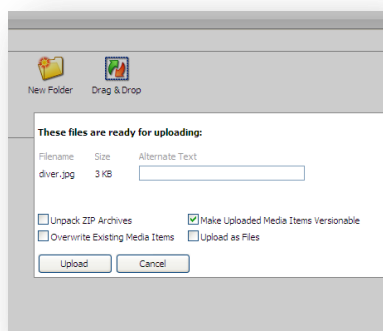 New Folder Drag & Drop
These files are ready for uploading:
Filename Size Alternate Text
diver.jpg 3 KB
Unpack ZIP Archives Make Uploaded Media Items Versionable
Overwrite Existing Media Items Upload as Files
Upload Cancel